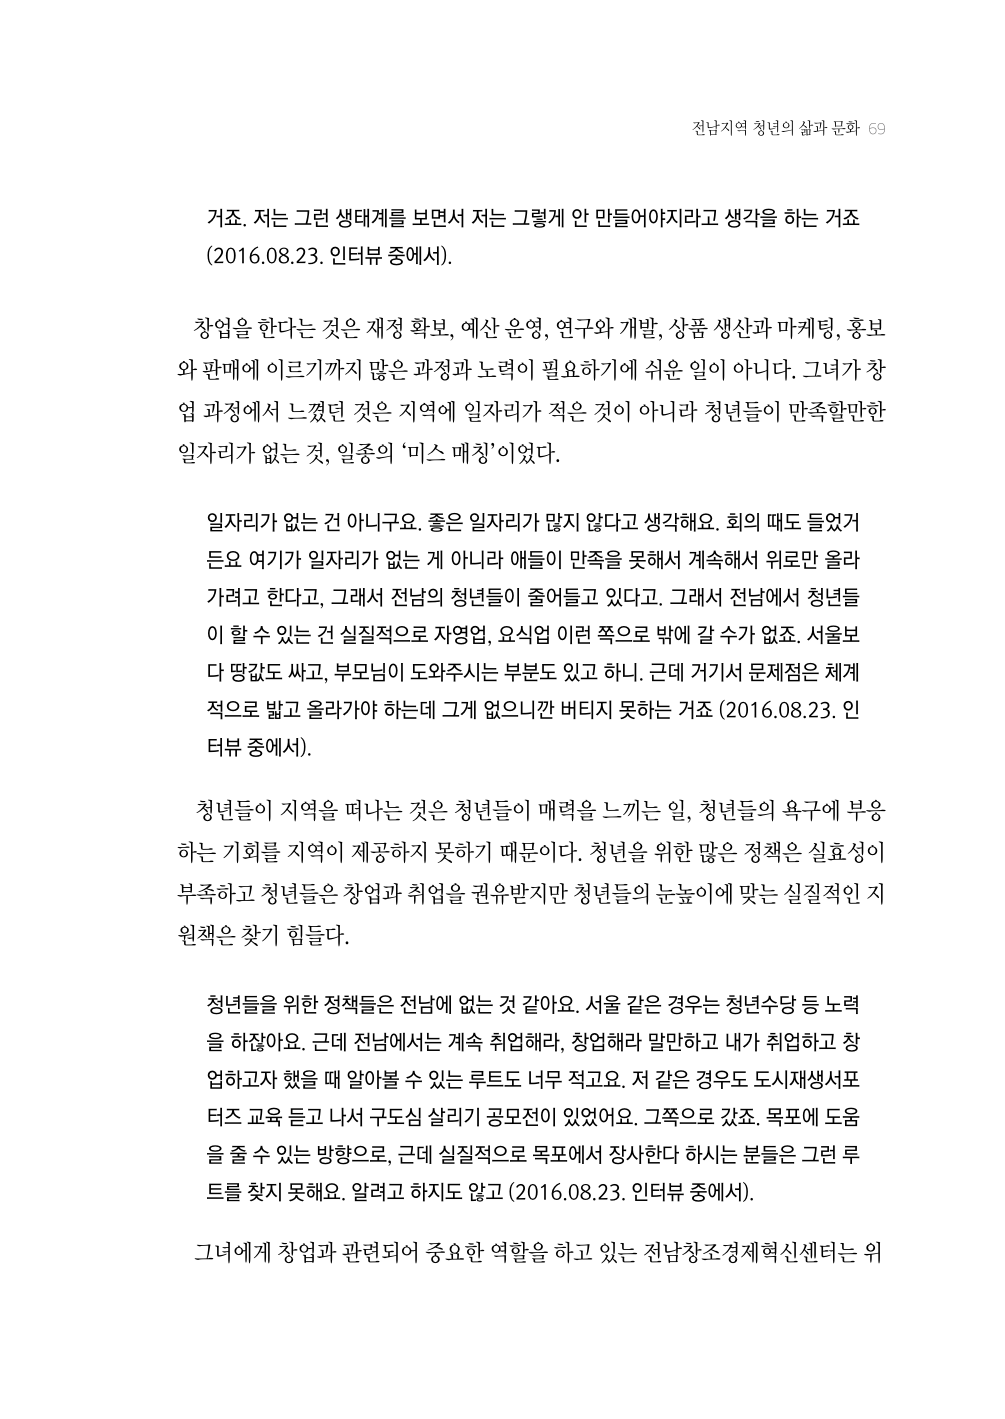 전남지역 청년의 삶과 문화 69
거죠. 저는 그런 생태계를 보면서 저는 그렇게 안 만들어야지라고 생각을 하는 거죠
(2016.08.23. 인터뷰 중에서).
창업을 한다는 것은 재정 확보, 예산 운영, 연구와 개발, 상품 생산과 마케팅, 홍보
와 판매에 이르기까지 많은 과정과 노력이 필요하기에 쉬운 일이 아니다. 그녀가 창
업 과정에서 느꼈던 것은 지역에 일자리가 적은 것이 아니라 청년들이 만족할만한
일자리가 없는 것, 일종의 ‘미스 매칭’이었다.
일자리가 없는 건 아니구요. 좋은 일자리가 많지 않다고 생각해요. 회의 때도 들었거
든요 여기가 일자리가 없는 게 아니라 애들이 만족을 못해서 계속해서 위로만 올라
가려고 한다고, 그래서 전남의 청년들이 줄어들고 있다고. 그래서 전남에서 청년들
이 할 수 있는 건 실질적으로 자영업, 요식업 이런 쪽으로 밖에 갈 수가 없죠. 서울보
다 땅값도 싸고, 부모님이 도와주시는 부분도 있고 하니. 근데 거기서 문제점은 체계
적으로 밟고 올라가야 하는데 그게 없으니깐 버티지 못하는 거죠 (2016.08.23. 인
터뷰 중에서).
청년들이 지역을 떠나는 것은 청년들이 매력을 느끼는 일, 청년들의 욕구에 부응
하는 기회를 지역이 제공하지 못하기 때문이다. 청년을 위한 많은 정책은 실효성이
부족하고 청년들은 창업과 취업을 권유받지만 청년들의 눈높이에 맞는 실질적인 지
원책은 찾기 힘들다.
청년들을 위한 정책들은 전남에 없는 것 같아요. 서울 같은 경우는 청년수당 등 노력
을 하잖아요. 근데 전남에서는 계속 취업해라, 창업해라 말만하고 내가 취업하고 창
업하고자 했을 때 알아볼 수 있는 루트도 너무 적고요. 저 같은 경우도 도시재생서포
터즈 교육 듣고 나서 구도심 살리기 공모전이 있었어요. 그쪽으로 갔죠. 목포에 도움
을 줄 수 있는 방향으로, 근데 실질적으로 목포에서 장사한다 하시는 분들은 그런 루
트를 찾지 못해요. 알려고 하지도 않고 (2016.08.23. 인터뷰 중에서).
그녀에게 창업과 관련되어 중요한 역할을 하고 있는 전남창조경제혁신센터는 위